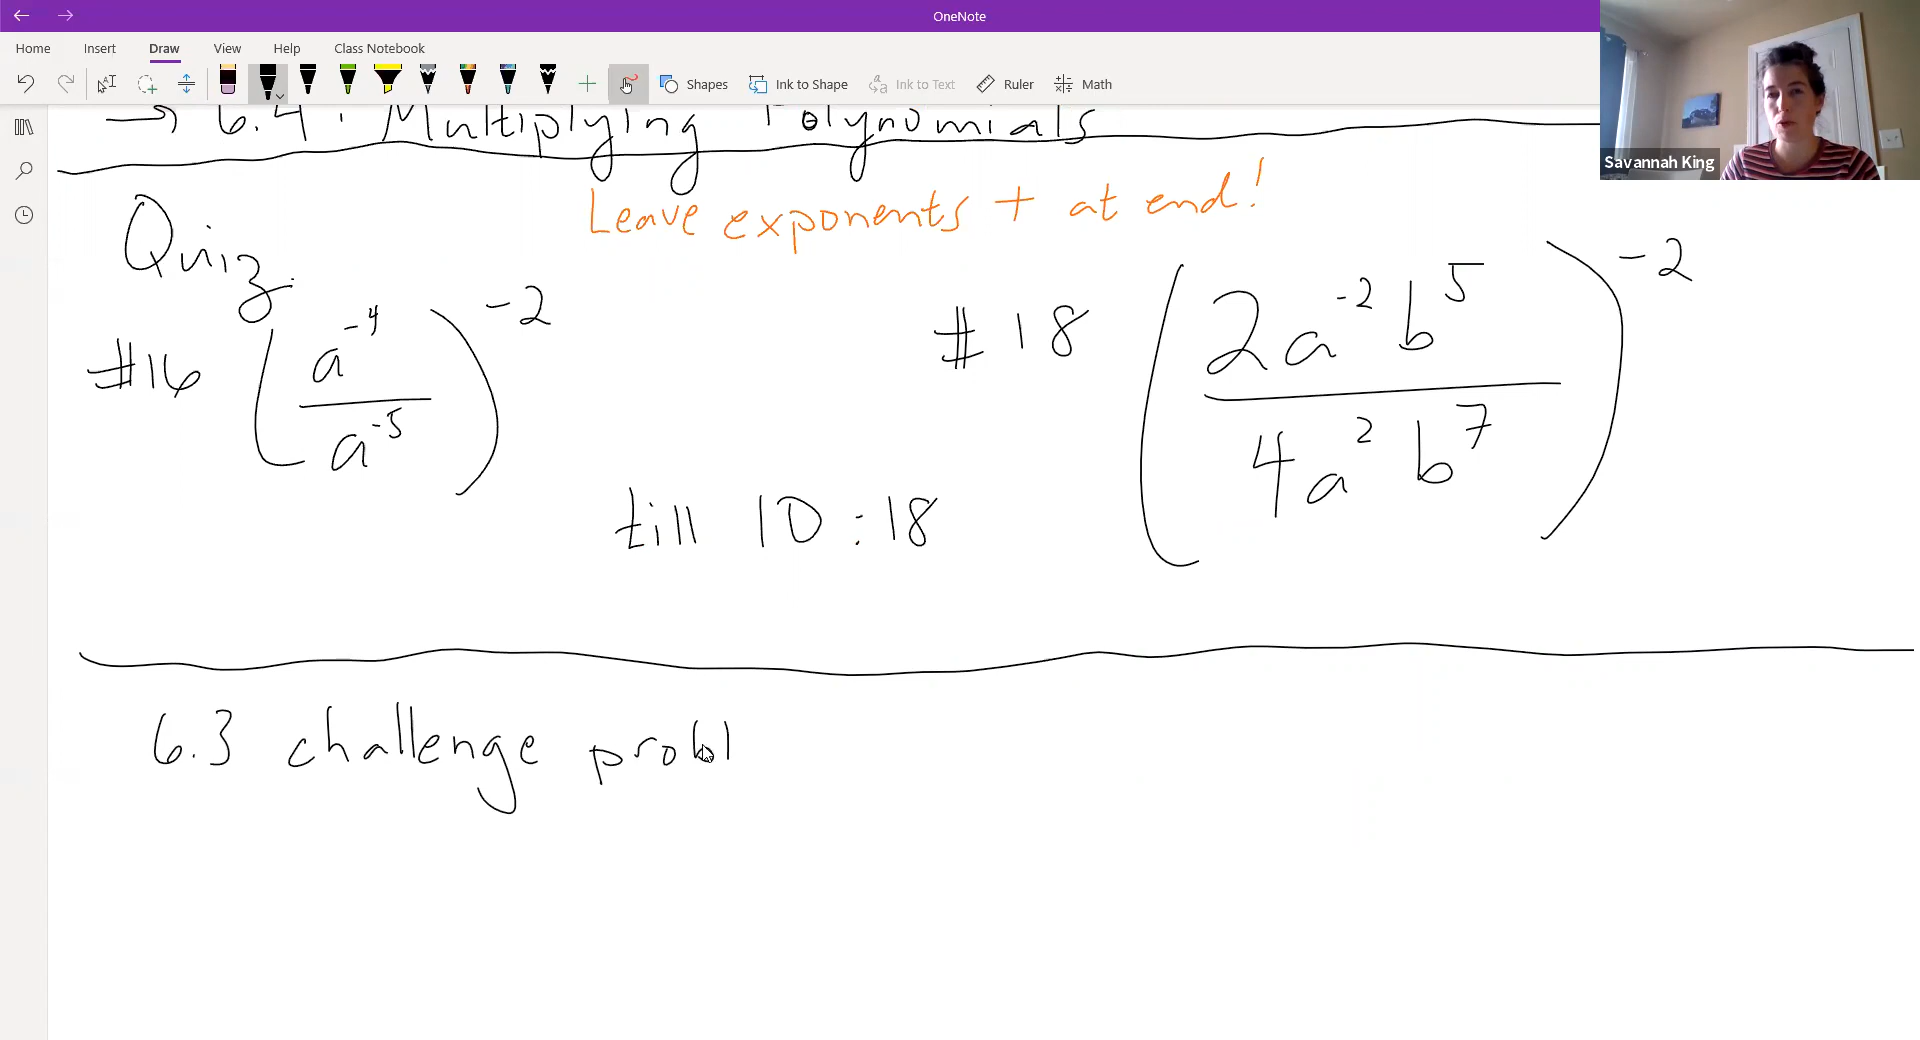 OneNote
Home Insert Draw View Help Class Notebook
Shapes Ink to Shape Ink to Text Ruler Math
→ 6.4: Multiplying Polynomials
Savannah King
Leave exponents + at end!
Quiz
#16 (a^-4 / a^-5)^-2
#18 (2a^-2 b^5 / 4a^2 b^7)^-2
till 10:18
6.3 challenge probl